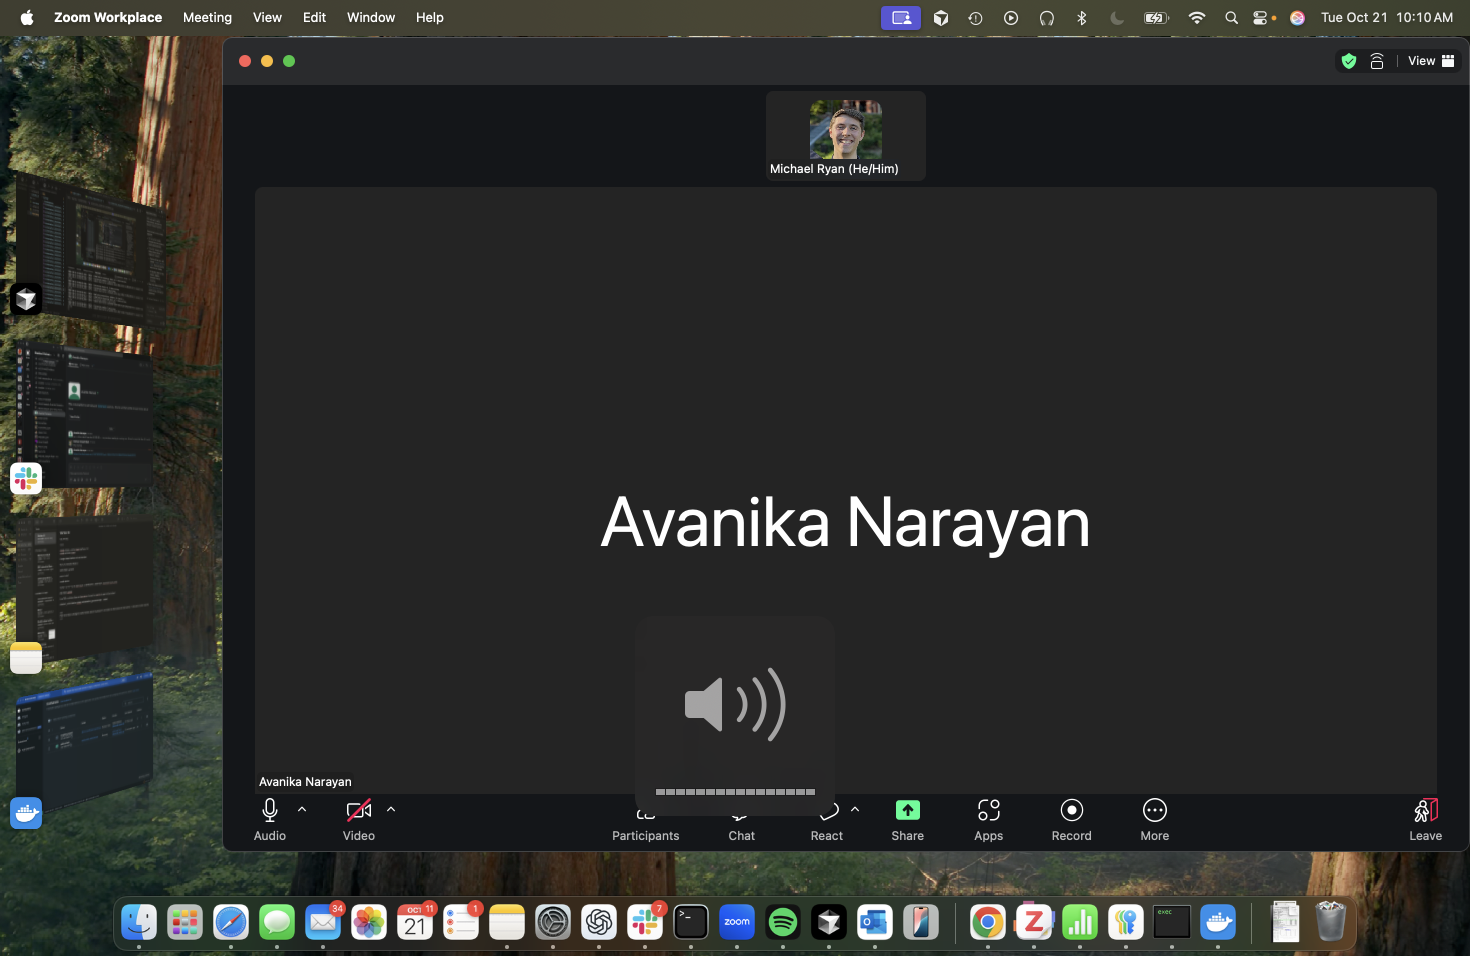 Zoom Workplace Meeting View Edit Window Help Tue Oct 21 10:10 AM
View
Michael Ryan (He/Him)
Avanika Narayan
Avanika Narayan
Audio Video Participants Chat React Share Apps Record More Leave
34 OCT 11 1 7
21 >_ zoom Z exec